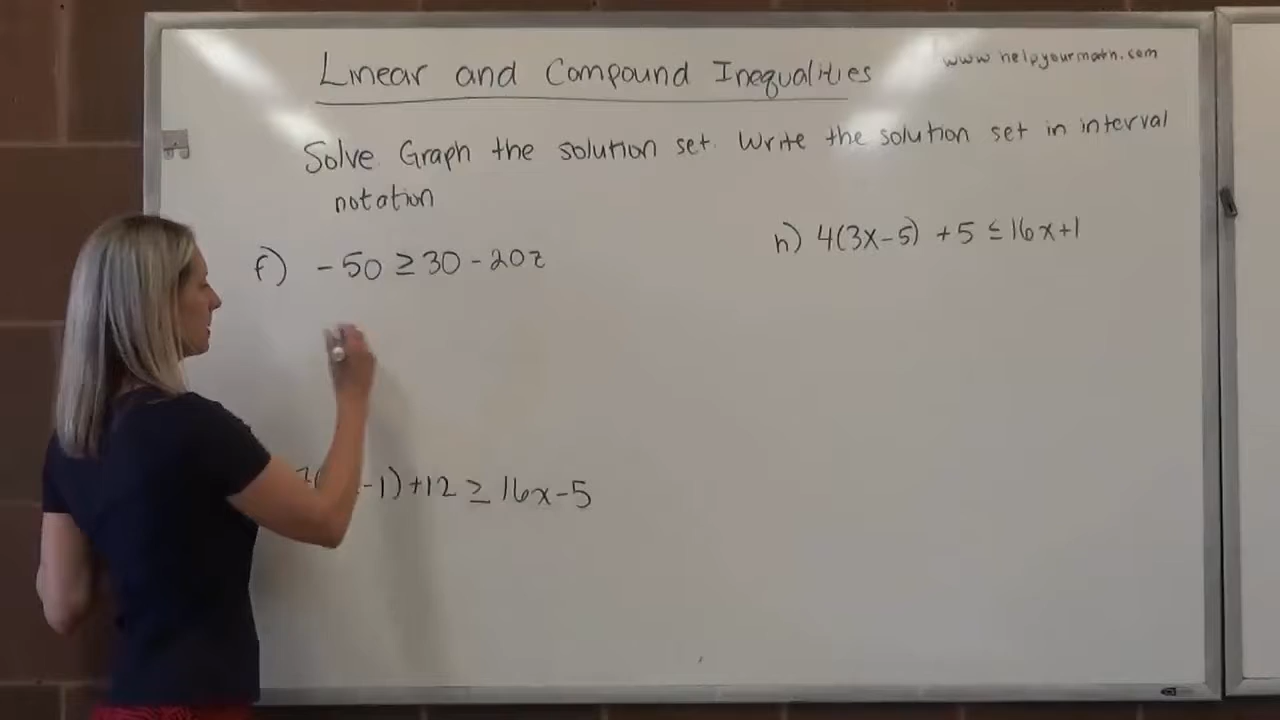 Linear and Compound Inequalities
www.helpyourmath.com
Solve. Graph the solution set. Write the solution set in interval
notation
f) -50 ≥ 30 - 20z
h) 4(3x-5) +5 ≤ 16x+1
-1) +12 ≥ 16x-5